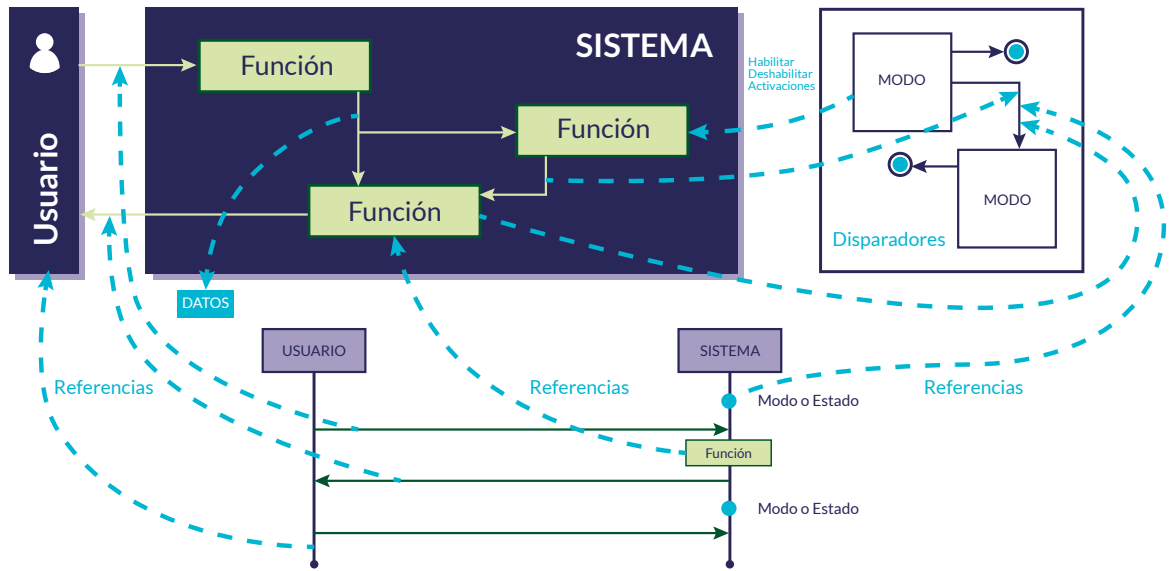 Usuario
SISTEMA
Función
Función
Función
DATOS
Habilitar
Deshabilitar
Activaciones
MODO
MODO
Disparadores
USUARIO
SISTEMA
Referencias
Referencias
Referencias
Modo o Estado
Función
Modo o Estado